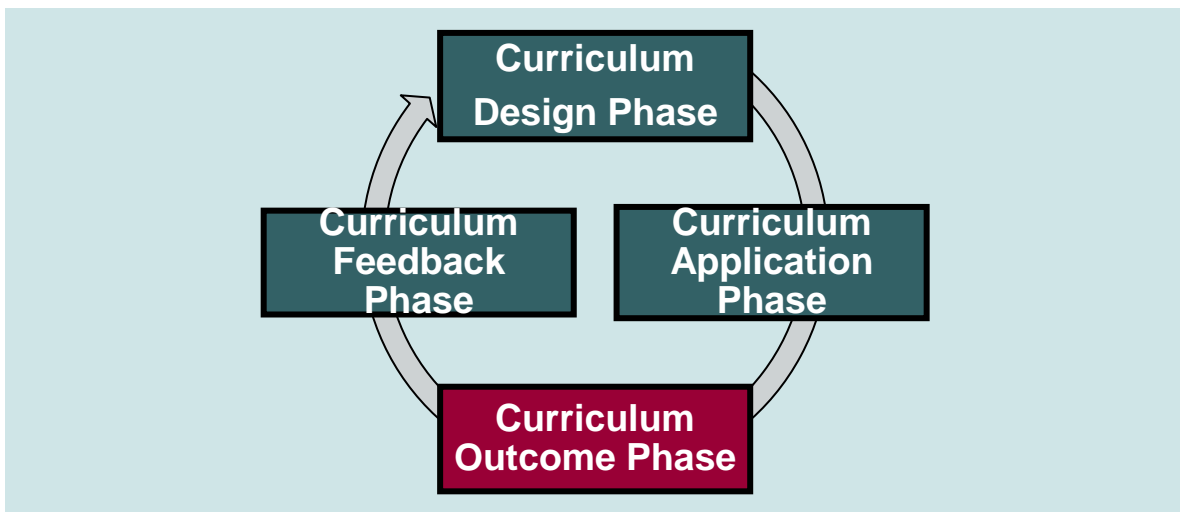 Curriculum
Design Phase
Curriculum
Feedback
Phase
Curriculum
Application
Phase
Curriculum
Outcome Phase